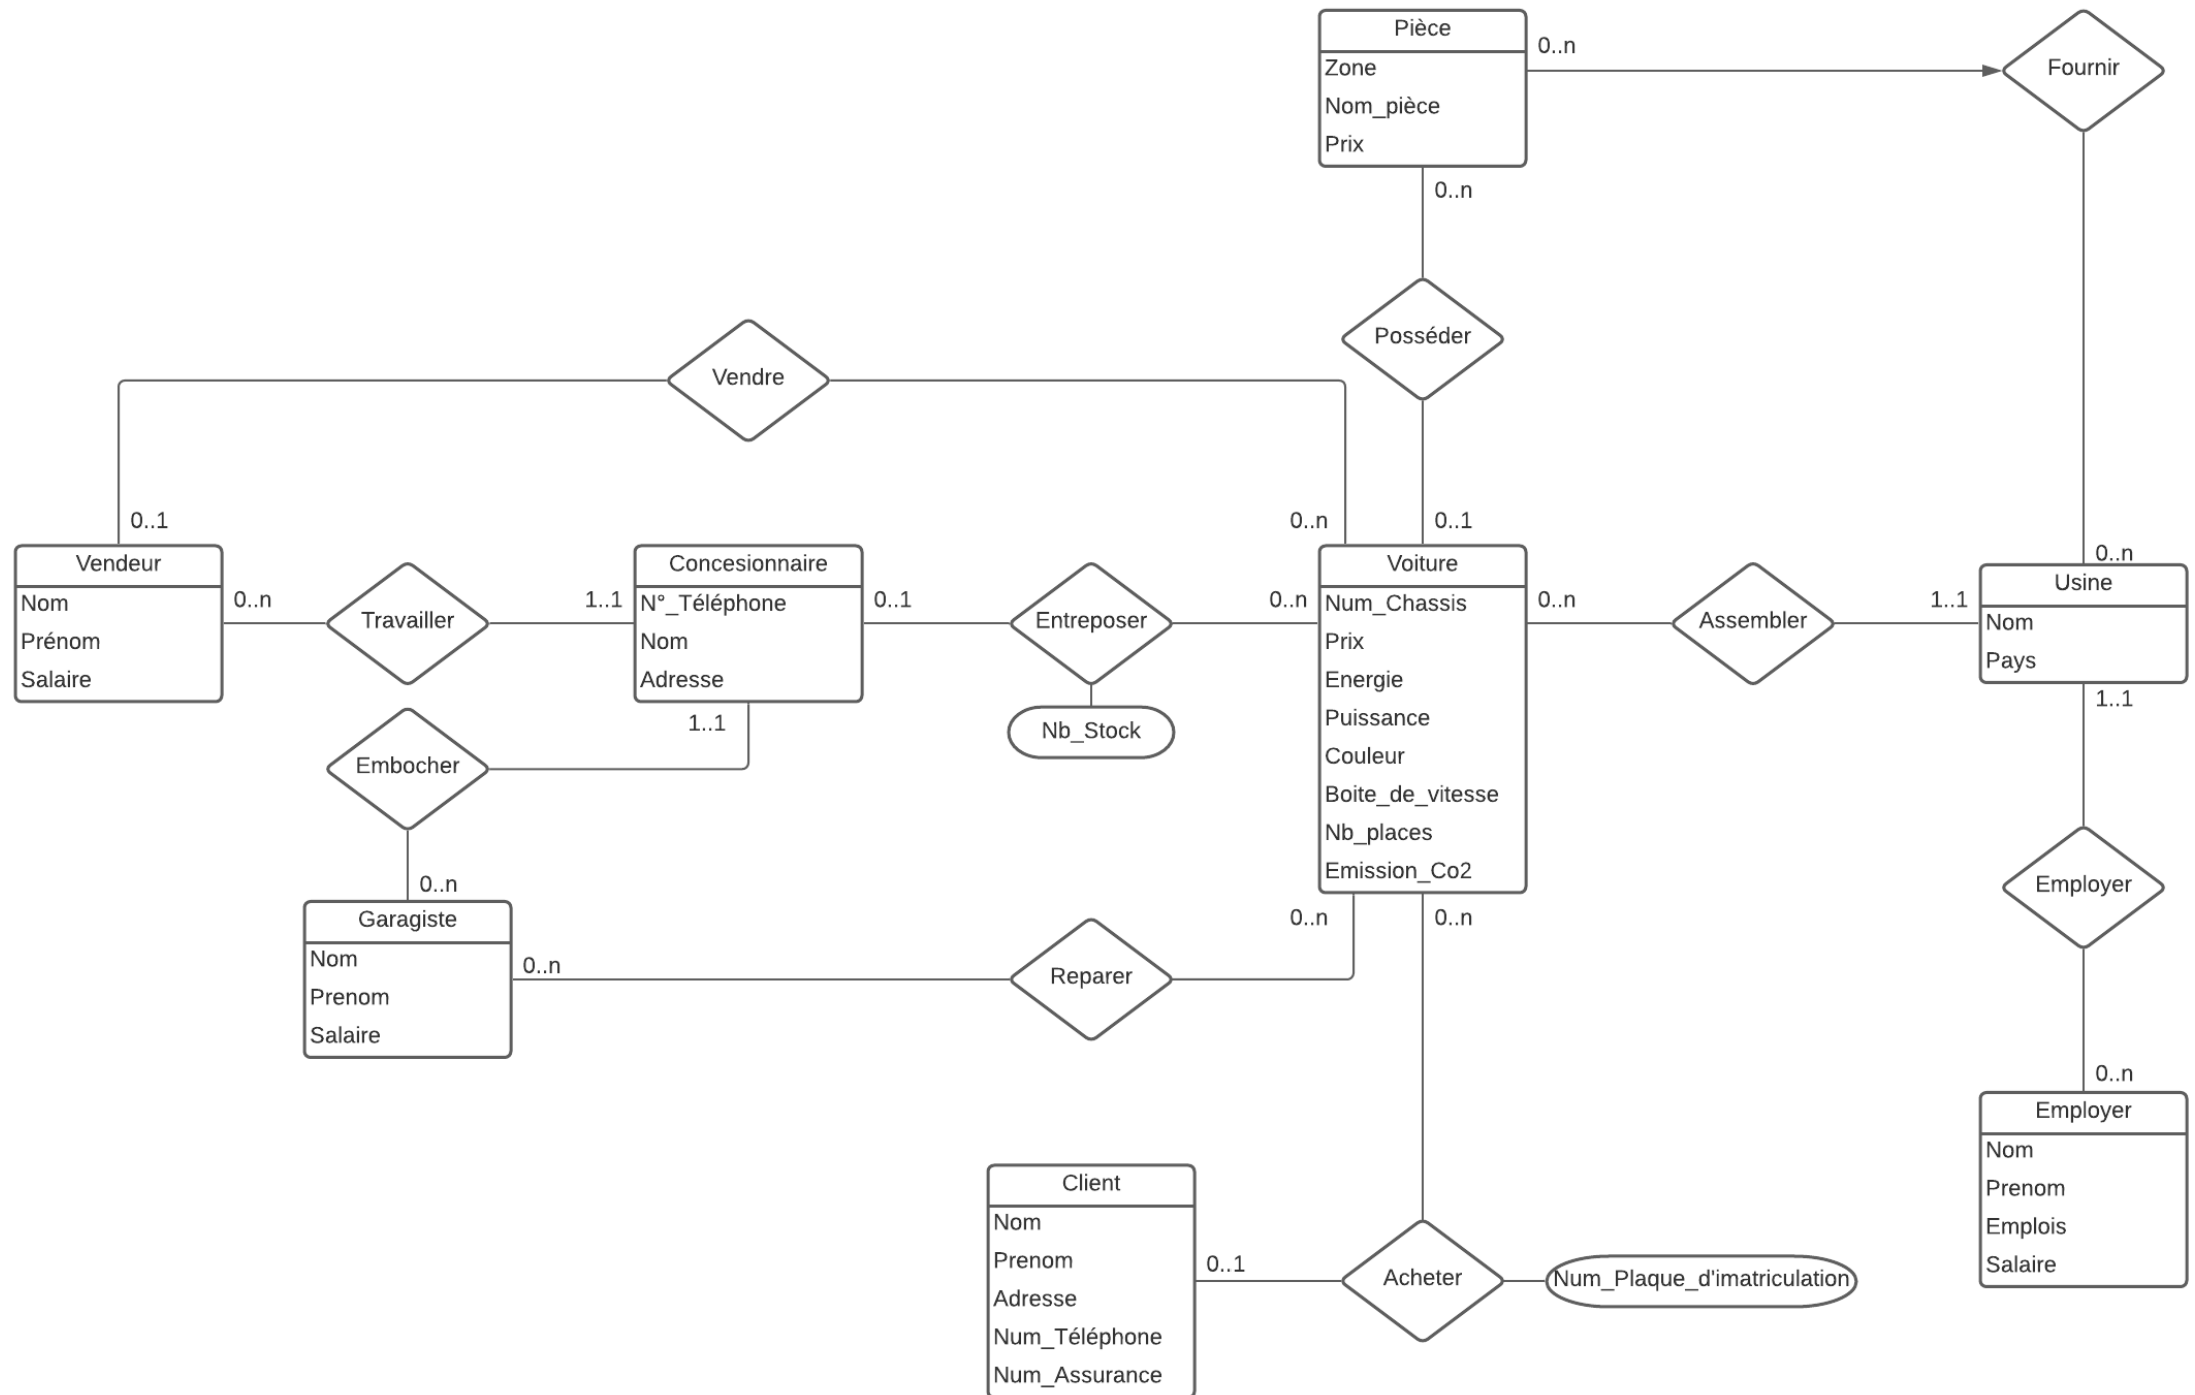 Pièce
Zone
Nom_pièce
Prix
0..n
Fournir
0..n
Posséder
Vendre
0..1
0..n
0..1
0..n
Vendeur
Nom
Prénom
Salaire
0..n
Travailler
1..1
Concesionnaire
N°_Téléphone
Nom
Adresse
0..1
Entreposer
0..n
Nb_Stock
Voiture
Num_Chassis
Prix
Energie
Puissance
Couleur
Boite_de_vitesse
Nb_places
Emission_Co2
0..n
Assembler
1..1
Usine
Nom
Pays
1..1
1..1
Embocher
0..n
Employer
Garagiste
Nom
Prenom
Salaire
0..n
Reparer
0..n
0..n
0..n
Employer
Nom
Prenom
Emplois
Salaire
Client
Nom
Prenom
Adresse
Num_Téléphone
Num_Assurance
0..1
Acheter
Num_Plaque_d'imatriculation